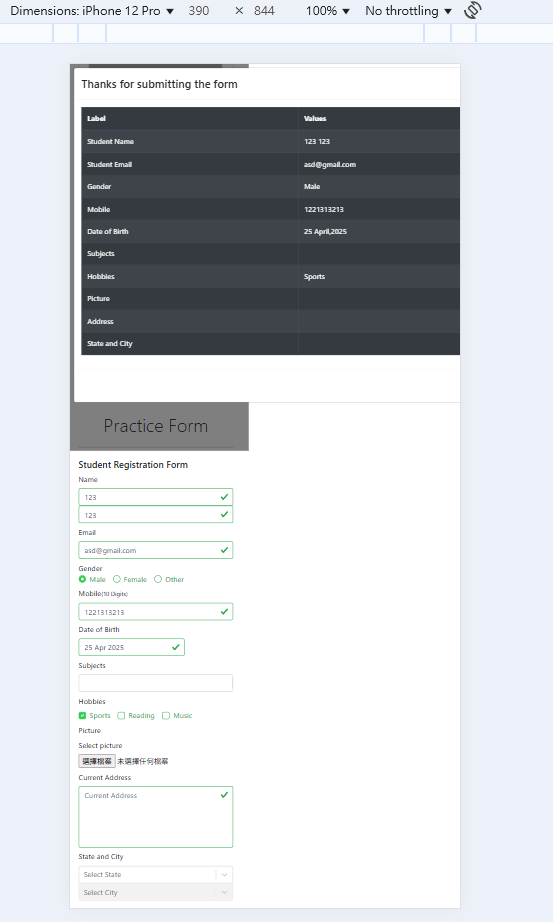 Dimensions: iPhone 12 Pro ▼ 390 × 844 100% ▼ No throttling ▼
Thanks for submitting the form
Label Values
Student Name 123 123
Student Email asd@gmail.com
Gender Male
Mobile 1221313213
Date of Birth 25 April,2025
Subjects
Hobbies Sports
Picture
Address
State and City
Practice Form
Student Registration Form
Name
123
123
Email
asd@gmail.com
Gender
Male Female Other
Mobile(10 Digits)
1221313213
Date of Birth
25 Apr 2025
Subjects
Hobbies
Sports Reading Music
Picture
Select picture
選擇檔案 未選擇任何檔案
Current Address
Current Address
State and City
Select State
Select City